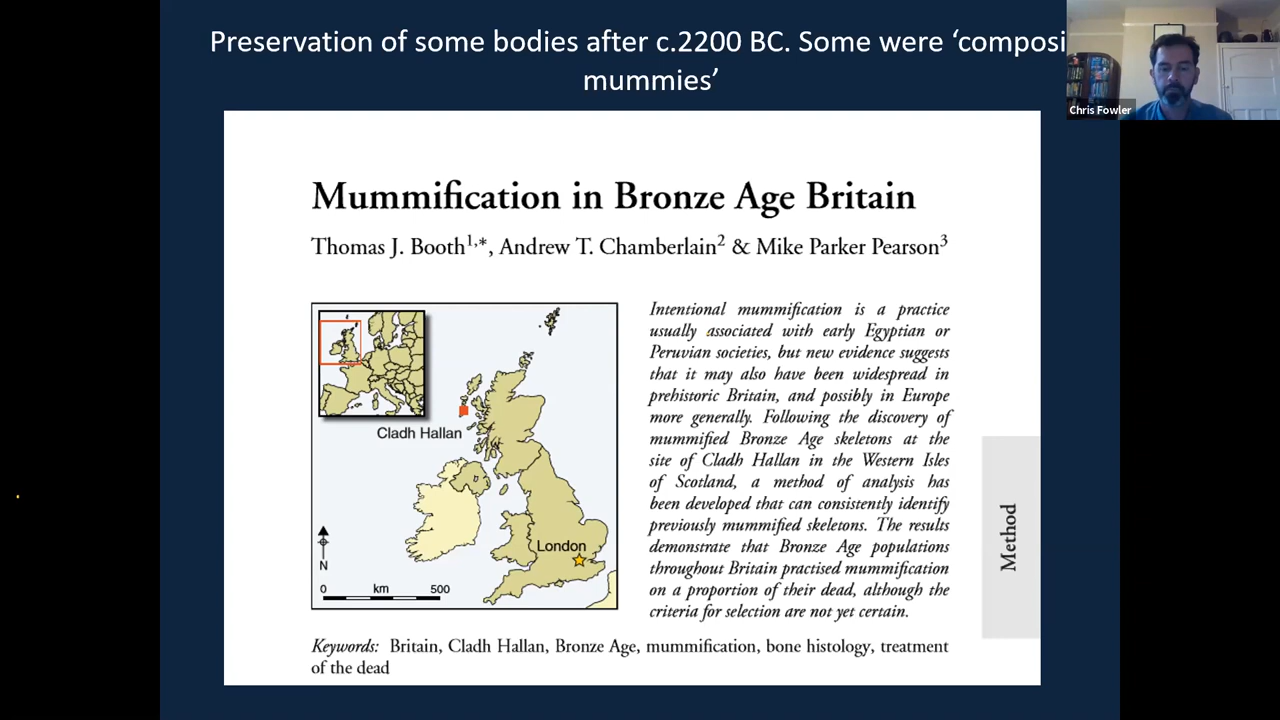 Preservation of some bodies after c.2200 BC. Some were ‘composi
mummies’
Chris Fowler
Mummification in Bronze Age Britain
Thomas J. Booth1,*, Andrew T. Chamberlain2 & Mike Parker Pearson3
Cladh Hallan
London
N
0 km 500
Intentional mummification is a practice
usually associated with early Egyptian or
Peruvian societies, but new evidence suggests
that it may also have been widespread in
prehistoric Britain, and possibly in Europe
more generally. Following the discovery of
mummified Bronze Age skeletons at the
site of Cladh Hallan in the Western Isles
of Scotland, a method of analysis has
been developed that can consistently identify
previously mummified skeletons. The results
demonstrate that Bronze Age populations
throughout Britain practised mummification
on a proportion of their dead, although the
criteria for selection are not yet certain.
Method
Keywords: Britain, Cladh Hallan, Bronze Age, mummification, bone histology, treatment
of the dead